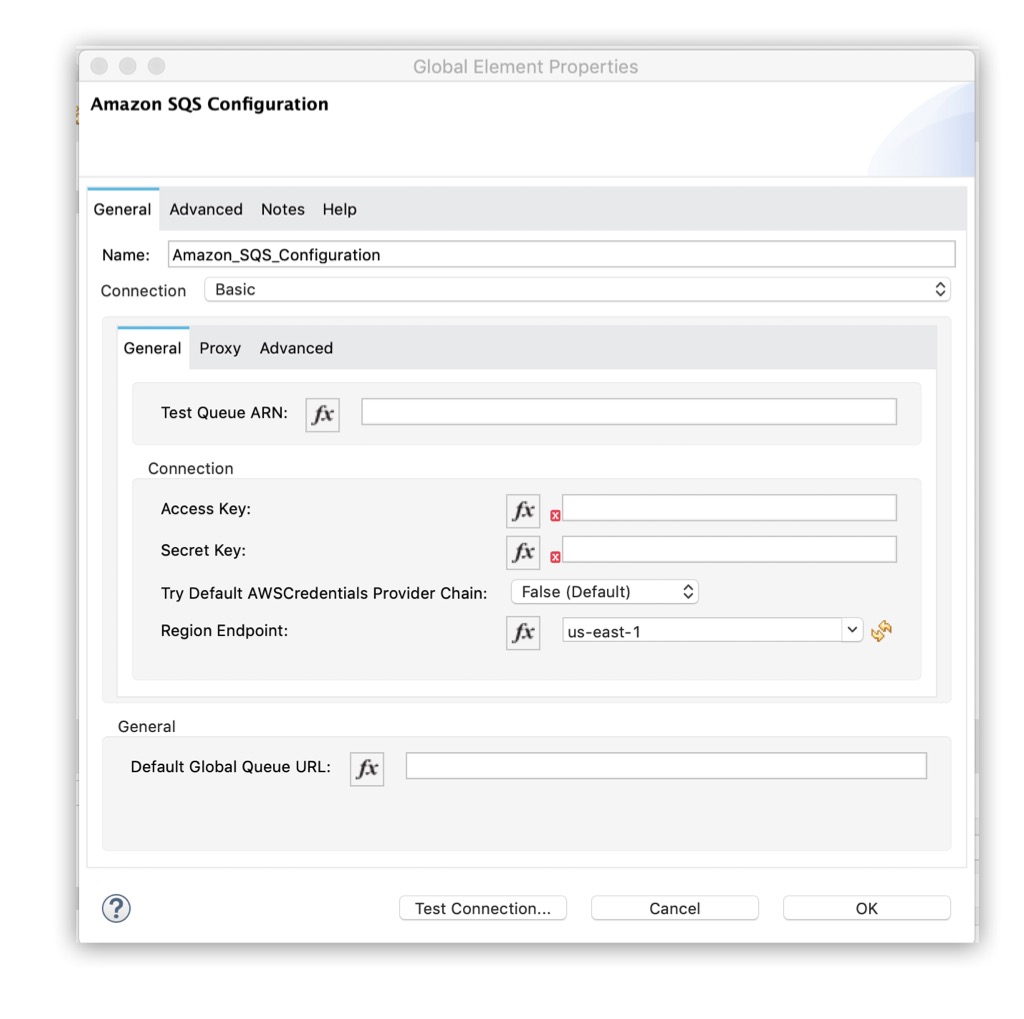 Global Element Properties
Amazon SQS Configuration
General Advanced Notes Help
Name: Amazon_SQS_Configuration
Connection Basic
General Proxy Advanced
Test Queue ARN: fx
Connection
Access Key: fx
Secret Key: fx
Try Default AWSCredentials Provider Chain: False (Default)
Region Endpoint: fx us-east-1
General
Default Global Queue URL: fx
? Test Connection... Cancel OK